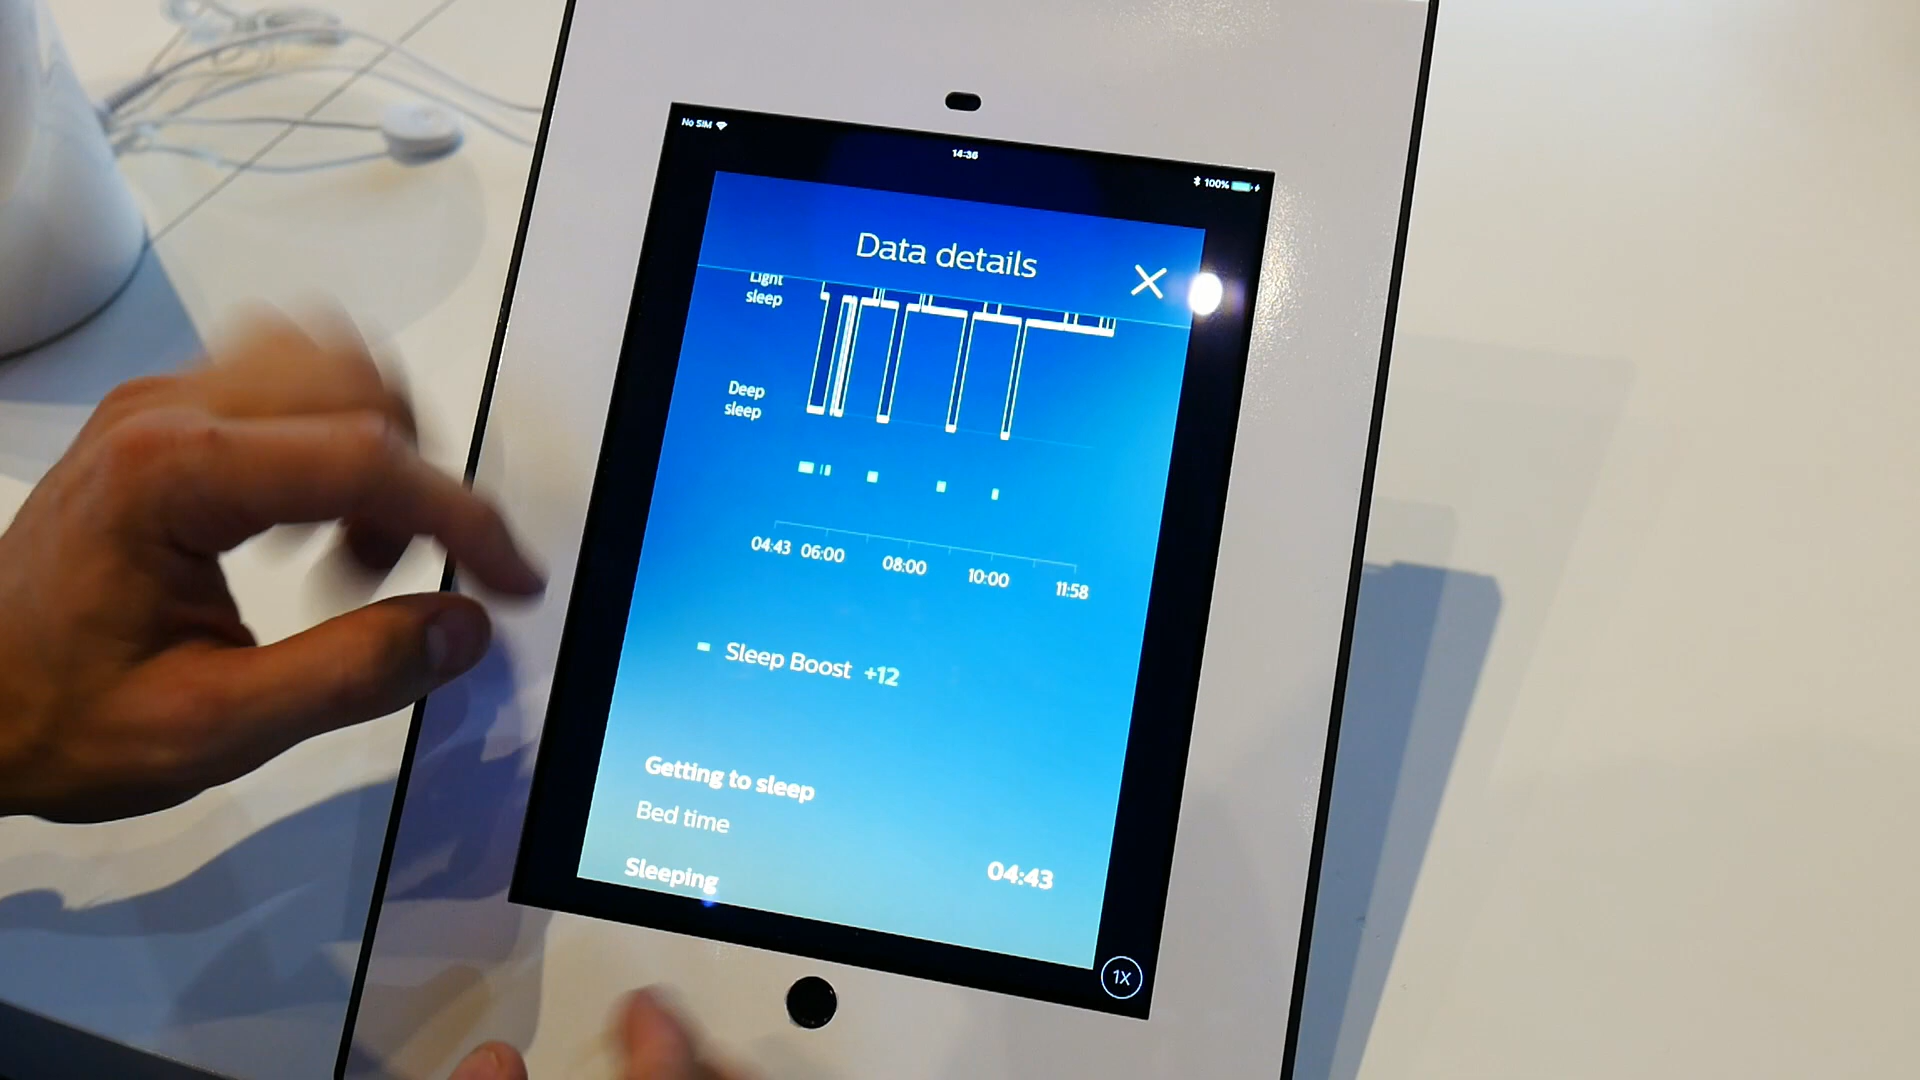 No SIM
14:36
100%
Data details
Light
sleep
Deep
sleep
04:43 06:00 08:00 10:00 11:58
Sleep Boost +12
Getting to sleep
Bed time 04:43
Sleeping
1X